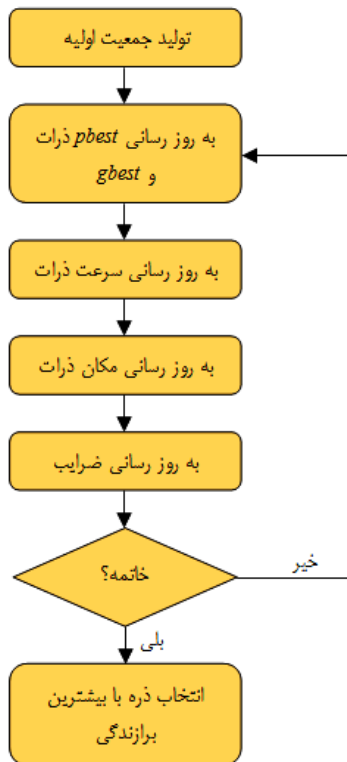 تولید جمعیت اولیه
به روز رسانی pbest ذرات
و gbest
به روز رسانی سرعت ذرات
به روز رسانی مکان ذرات
به روز رسانی ضرایب
خاتمه؟
خیر
بلی
انتخاب ذره با بیشترین
برازندگی